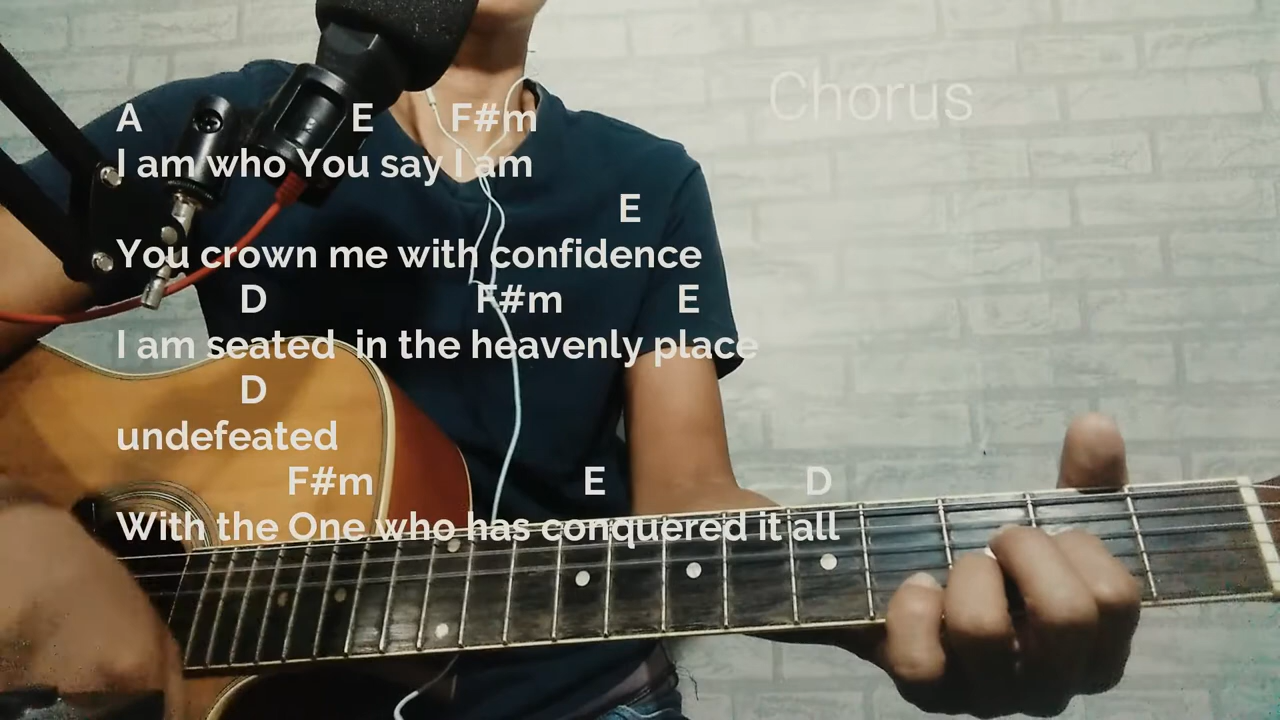 Chorus
A E F#m
I am who You say I am
E
You crown me with confidence
D F#m E
I am seated in the heavenly place
D
undefeated
F#m E D
With the One who has conquered it all